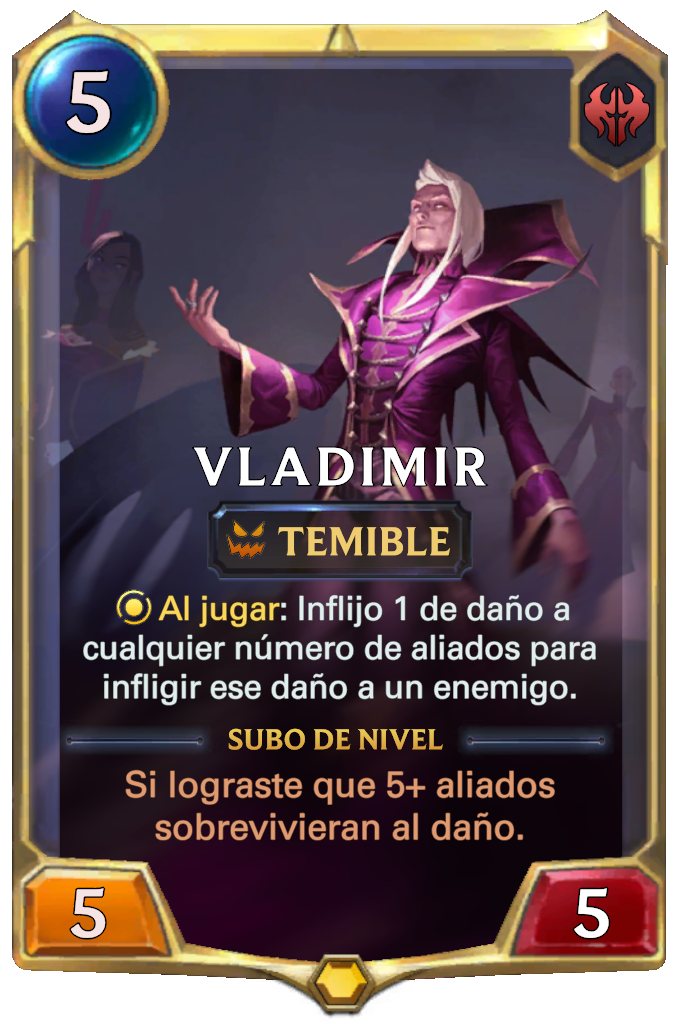 5
VLADIMIR
TEMIBLE
Al jugar: Inflijo 1 de daño a
cualquier número de aliados para
infligir ese daño a un enemigo.
SUBO DE NIVEL
Si lograste que 5+ aliados
sobrevivieran al daño.
5
5